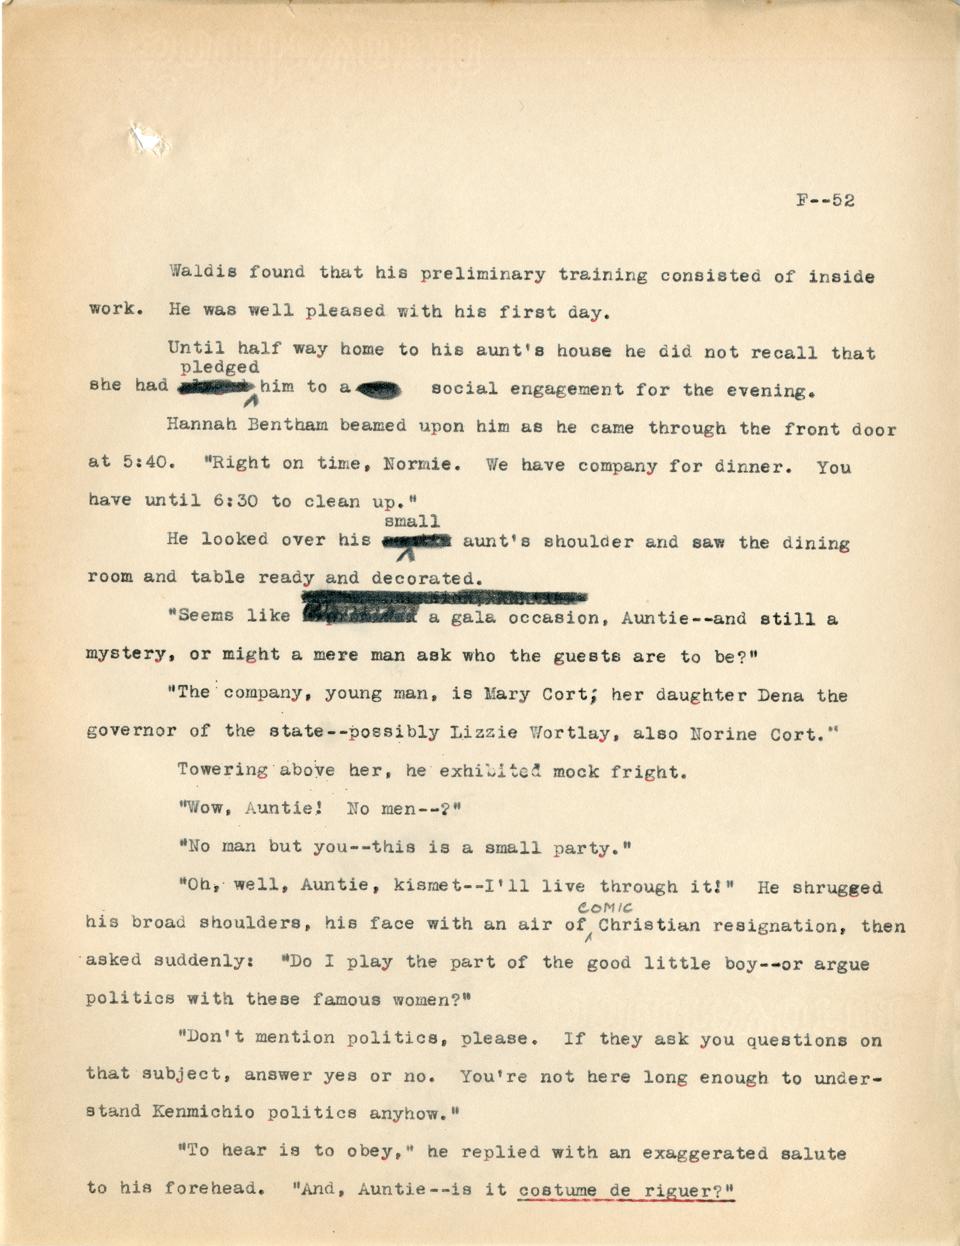 F--52
Waldis found that his preliminary training consisted of inside
work. He was well pleased with his first day.
Until half way home to his aunt's house he did not recall that
pledged
she had him to a social engagement for the evening.
Hannah Bentham beamed upon him as he came through the front door
at 5:40. "Right on time, Normie. We have company for dinner. You
have until 6:30 to clean up."
small
He looked over his aunt's shoulder and saw the dining
room and table ready and decorated.
"Seems like a gala occasion, Auntie--and still a
mystery, or might a mere man ask who the guests are to be?"
"The company, young man, is Mary Cort; her daughter Dena the
governor of the state--possibly Lizzie Wortlay, also Norine Cort."
Towering above her, he exhibited mock fright.
"Wow, Auntie! No men--?"
"No man but you--this is a small party."
"Oh, well, Auntie, kismet--I'll live through it!" He shrugged
COMIC
his broad shoulders, his face with an air of Christian resignation, then
asked suddenly: "Do I play the part of the good little boy--or argue
politics with these famous women?"
"Don't mention politics, please. If they ask you questions on
that subject, answer yes or no. You're not here long enough to under-
stand Kenmichio politics anyhow."
"To hear is to obey," he replied with an exaggerated salute
to his forehead. "And, Auntie--is it costume de riguer?"